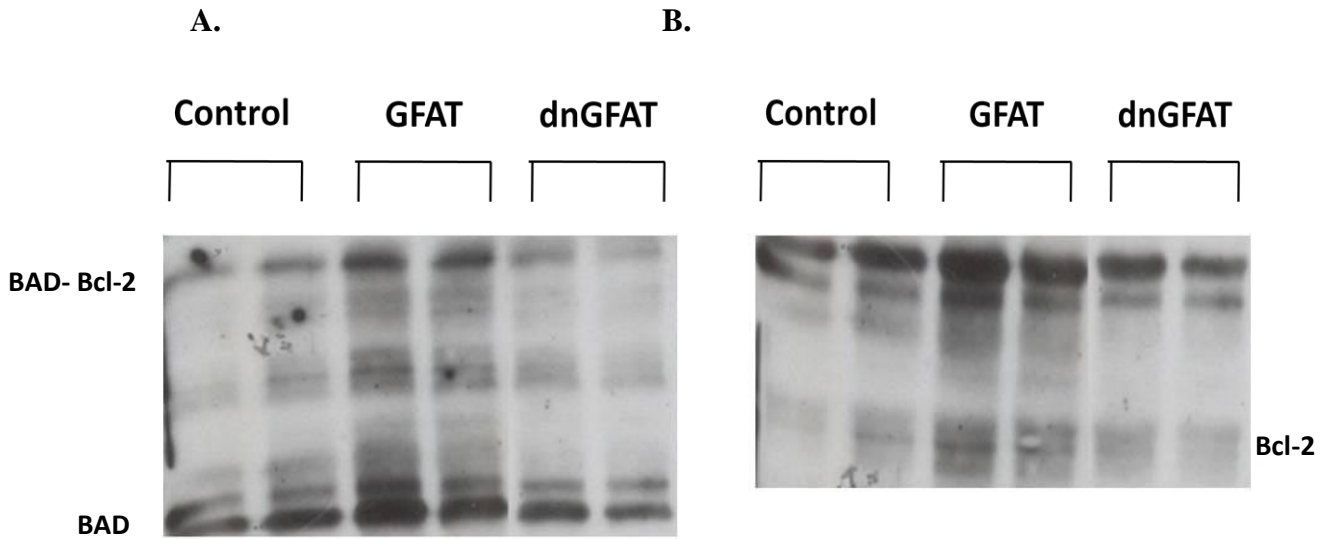 A. B.
Control GFAT dnGFAT Control GFAT dnGFAT
BAD- Bcl-2
Bcl-2
BAD